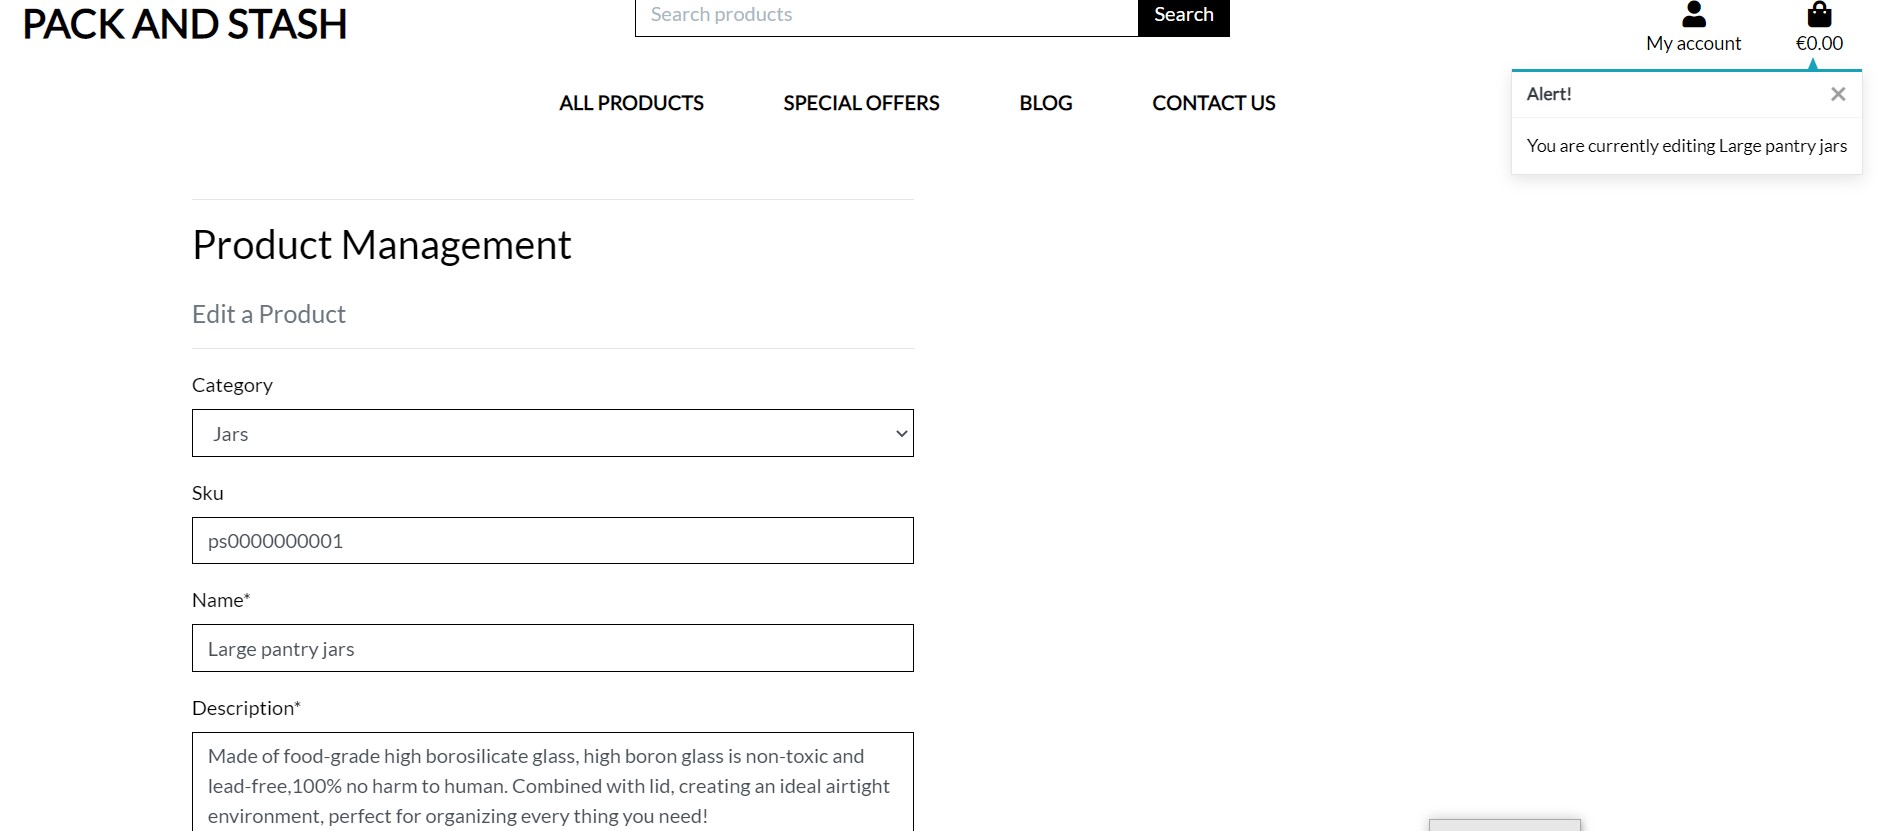 PACK AND STASH
Search products
Search
My account
€0.00
ALL PRODUCTS
SPECIAL OFFERS
BLOG
CONTACT US
Alert!
You are currently editing Large pantry jars
Product Management
Edit a Product
Category
Jars
Sku
ps0000000001
Name*
Large pantry jars
Description*
Made of food-grade high borosilicate glass, high boron glass is non-toxic and
lead-free,100% no harm to human. Combined with lid, creating an ideal airtight
environment, perfect for organizing every thing you need!